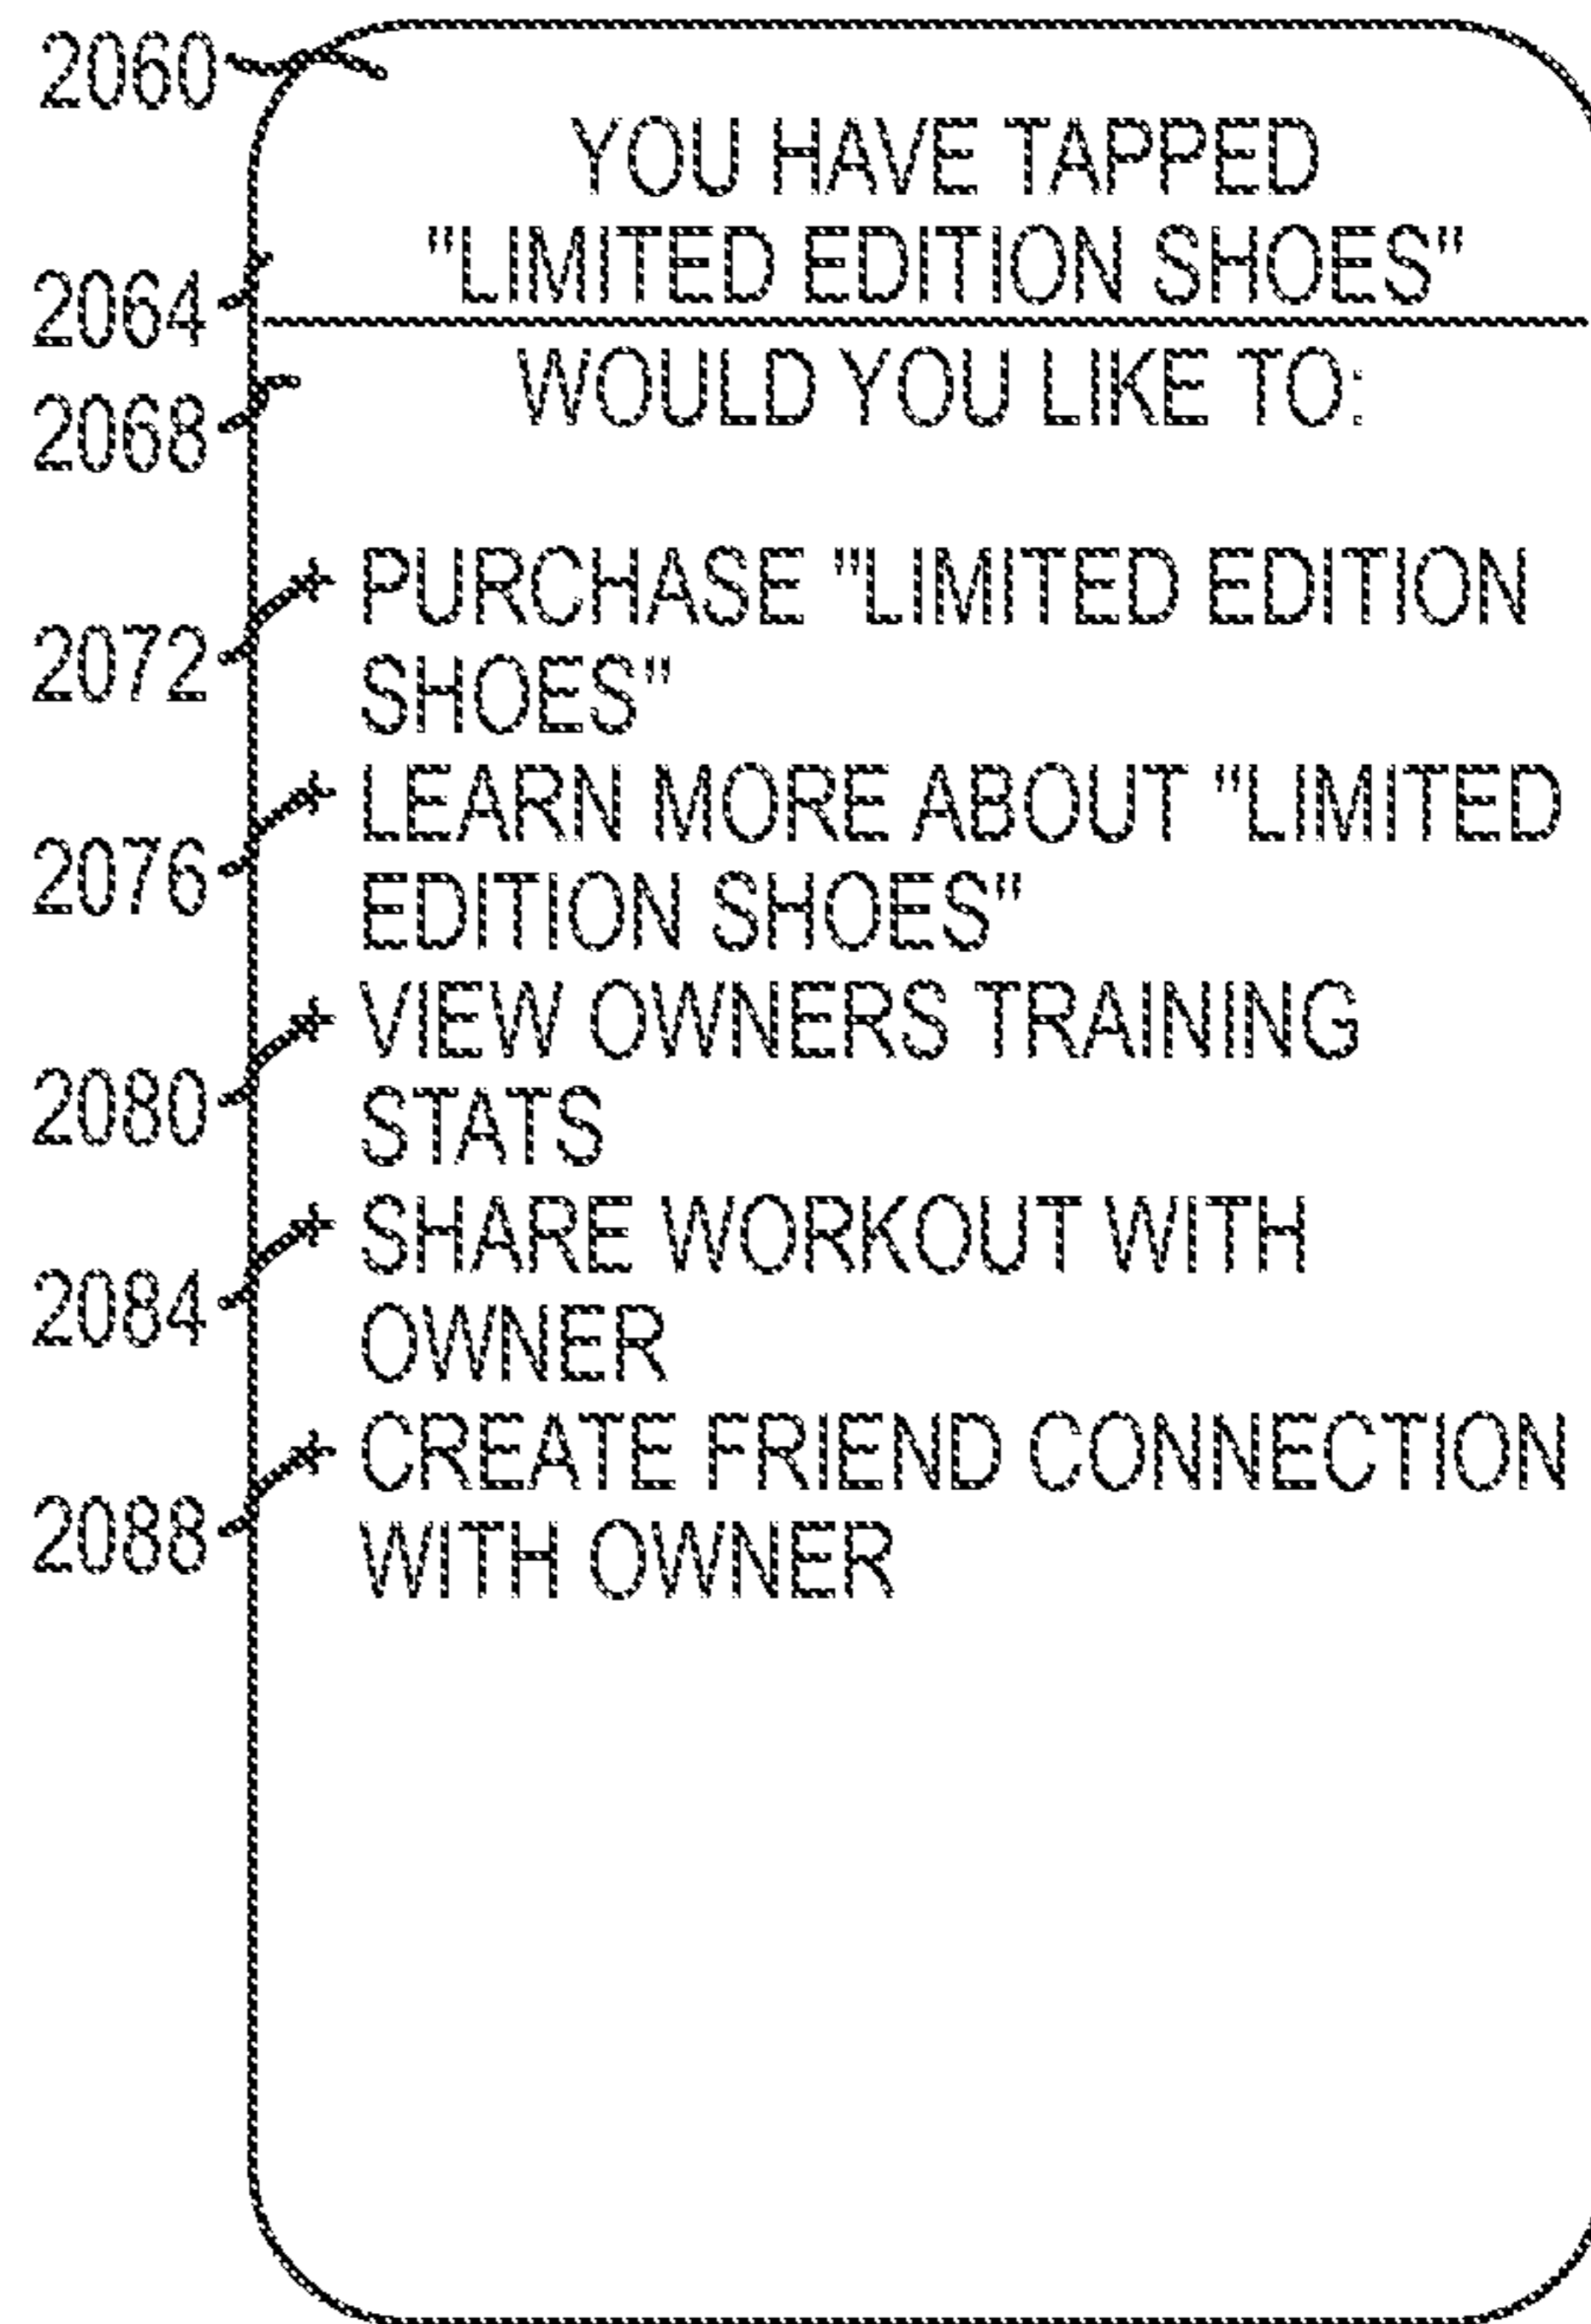 2060
YOU HAVE TAPPED
"LIMITED EDITION SHOES"
2064
WOULD YOU LIKE TO:
2068
+ PURCHASE "LIMITED EDITION
2072
SHOES"
+ LEARN MORE ABOUT "LIMITED
2076
EDITION SHOES"
+ VIEW OWNERS TRAINING
2080
STATS
+ SHARE WORKOUT WITH
2084
OWNER
+ CREATE FRIEND CONNECTION
2088
WITH OWNER